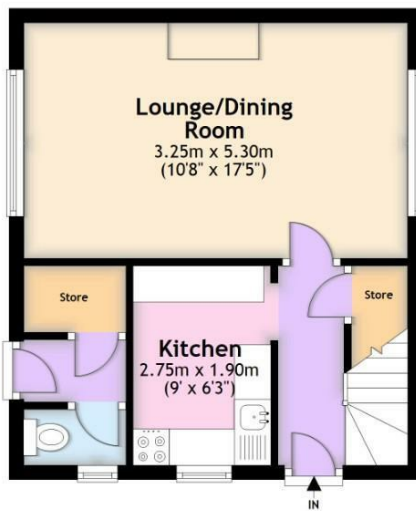 Lounge/Dining
Room
3.25m x 5.30m
(10'8" x 17'5")
Store
Store
Kitchen
2.75m x 1.90m
(9' x 6'3")
IN